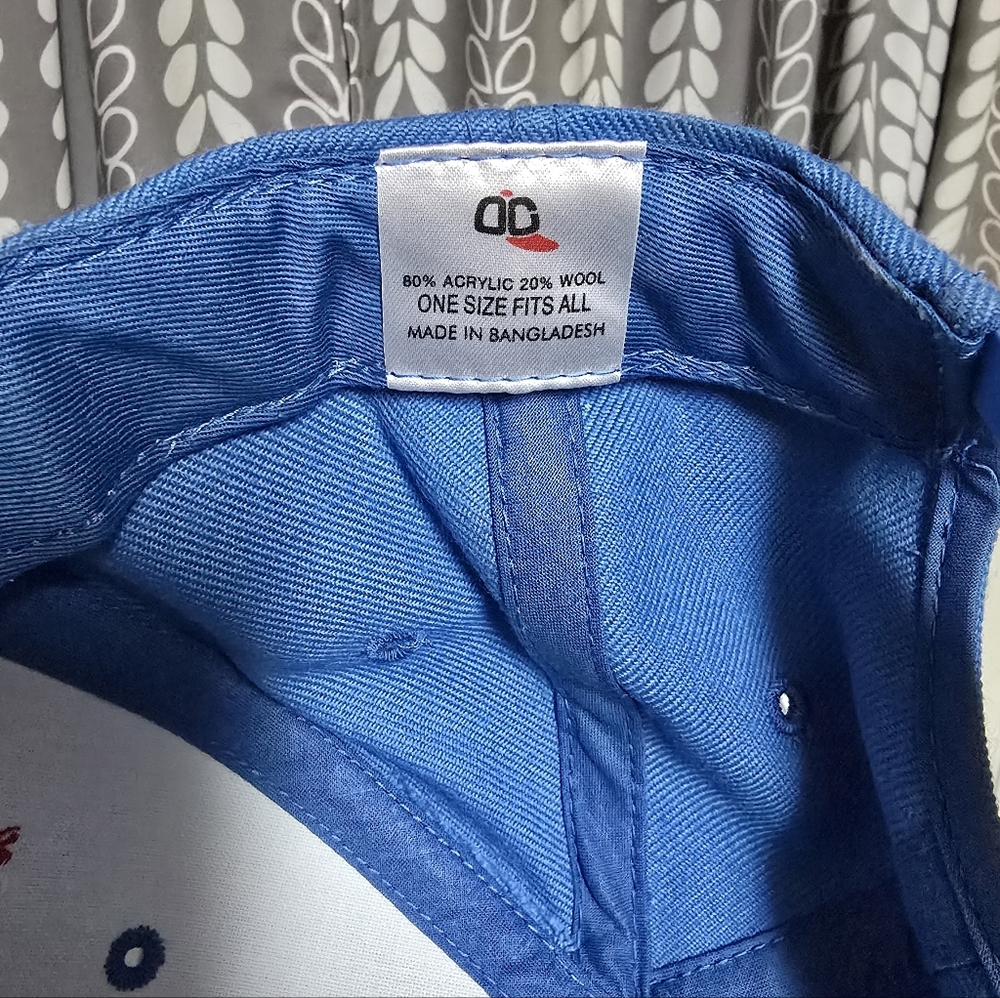 80% ACRYLIC 20% WOOL
ONE SIZE FITS ALL
MADE IN BANGLADESH